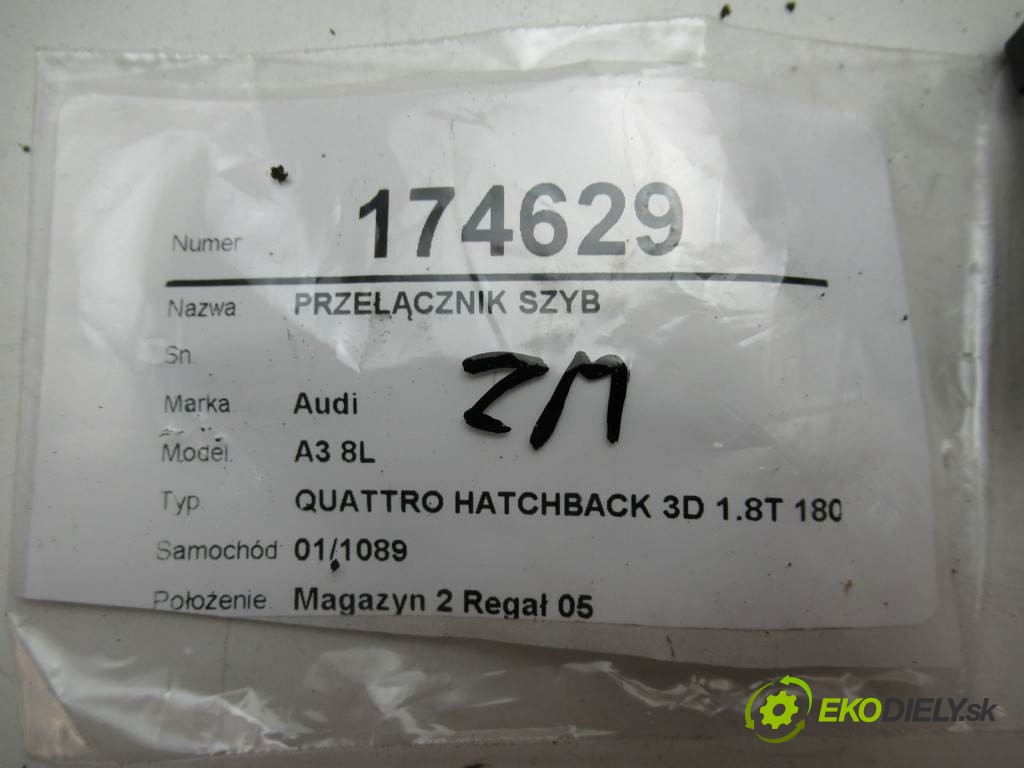 Numer 174629
Nazwa PRZEŁĄCZNIK SZYB
Sn
ZM
Marka Audi
Model A3 8L
Typ QUATTRO HATCHBACK 3D 1.8T 180
Samochód 01/1089
Położenie Magazyn 2 Regał 05
EKODIELY.sk